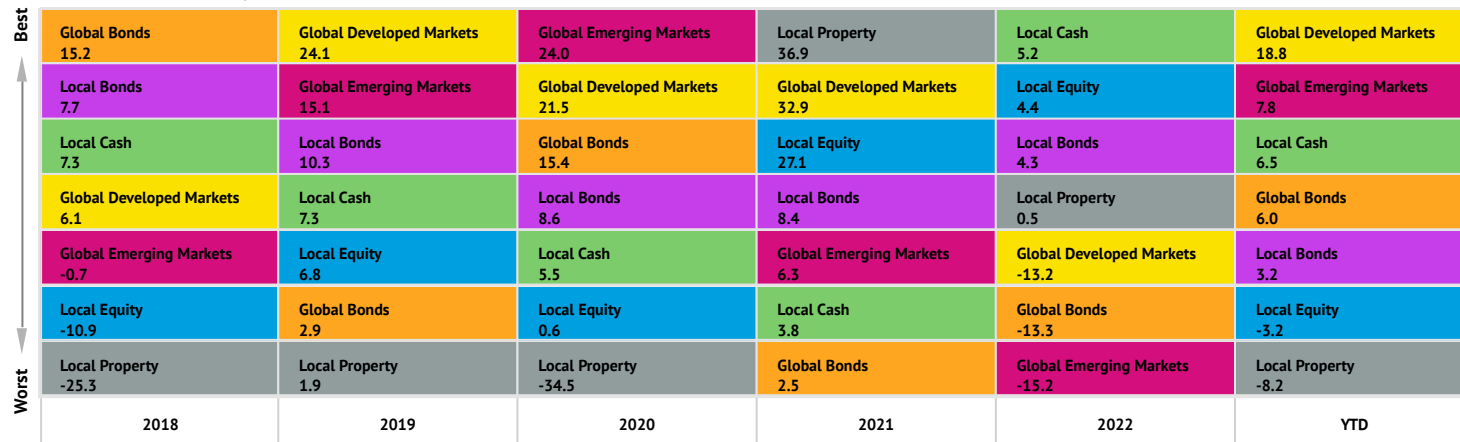 Best
Global Bonds
15.2
Global Developed Markets
24.1
Global Emerging Markets
24.0
Local Property
36.9
Local Cash
5.2
Global Developed Markets
18.8
Local Bonds
7.7
Global Emerging Markets
15.1
Global Developed Markets
21.5
Global Developed Markets
32.9
Local Equity
4.4
Global Emerging Markets
7.8
Local Cash
7.3
Local Bonds
10.3
Global Bonds
15.4
Local Equity
27.1
Local Bonds
4.3
Local Cash
6.5
Global Developed Markets
6.1
Local Cash
7.3
Local Bonds
8.6
Local Bonds
8.4
Local Property
0.5
Global Bonds
6.0
Global Emerging Markets
-0.7
Local Equity
6.8
Local Cash
5.5
Global Emerging Markets
6.3
Global Developed Markets
-13.2
Local Bonds
3.2
Local Equity
-10.9
Global Bonds
2.9
Local Equity
0.6
Local Cash
3.8
Global Bonds
-13.3
Local Equity
-3.2
Worst
Local Property
-25.3
Local Property
1.9
Local Property
-34.5
Global Bonds
2.5
Global Emerging Markets
-15.2
Local Property
-8.2
2018
2019
2020
2021
2022
YTD